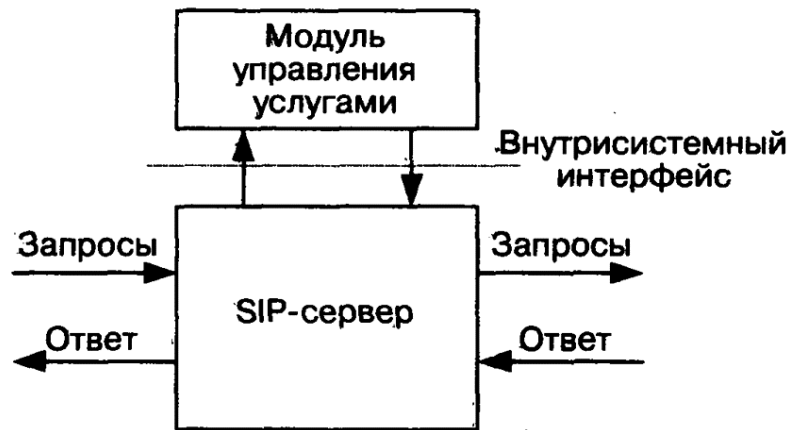 Модуль
управления
услугами
Внутрисистемный
интерфейс
Запросы
Запросы
SIP-сервер
Ответ
Ответ